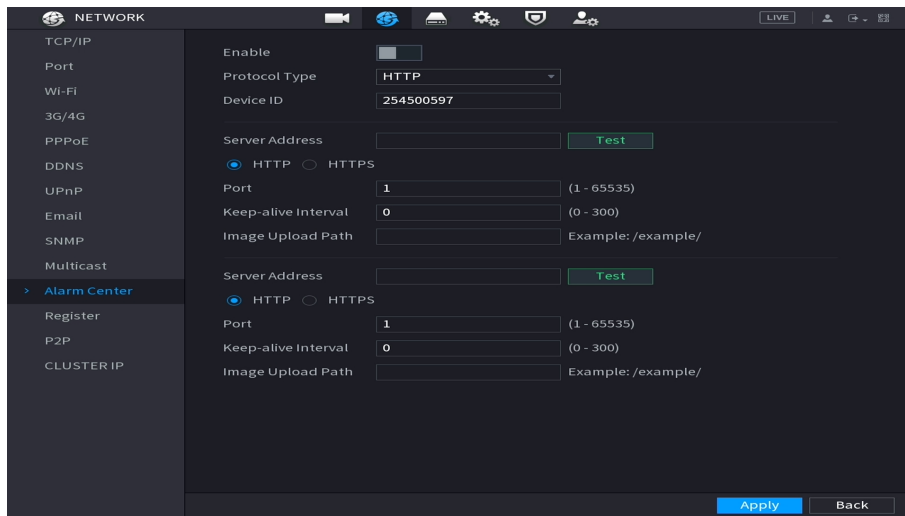 NETWORK
LIVE
TCP/IP
Port
Wi-Fi
3G/4G
PPPoE
DDNS
UPnP
Email
SNMP
Multicast
> Alarm Center
Register
P2P
CLUSTER IP
Enable
Protocol Type HTTP
Device ID 254500597
Server Address Test
HTTP HTTPS
Port 1 (1 - 65535)
Keep-alive Interval 0 (0 - 300)
Image Upload Path Example: /example/
Server Address Test
HTTP HTTPS
Port 1 (1 - 65535)
Keep-alive Interval 0 (0 - 300)
Image Upload Path Example: /example/
Apply Back